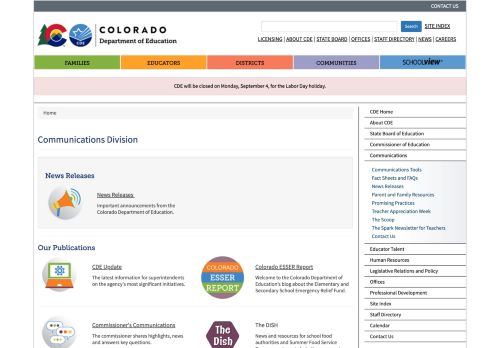 CONTACT US
COLORADO
Department of Education
CDE
Search
SITE INDEX
LICENSING | ABOUT CDE | STATE BOARD | OFFICES | STAFF DIRECTORY | NEWS | CAREERS
FAMILIES
EDUCATORS
DISTRICTS
COMMUNITIES
SCHOOLVIEW
CDE will be closed on Monday, September 4, for the Labor Day holiday.
Home
Communications Division
News Releases
News Releases
Important announcements from the
Colorado Department of Education.
Our Publications
CDE Update
The latest information for superintendents
on the agency's most significant initiatives.
COLORADO
ESSER
REPORT
Colorado ESSER Report
Welcome to the Colorado Department of
Education's blog about the Elementary and
Secondary School Emergency Relief Fund.
Commissioner's Communications
The commissioner shares highlights, news
and answers key questions.
The
Dish
The DISH
News and resources for school food
authorities and Summer Food Service
CDE Home
About CDE
State Board of Education
Commissioner of Education
Communications
Communications Tools
Fact Sheets and FAQs
News Releases
Parent and Family Resources
Promising Practices
Teacher Appreciation Week
The Scoop
The Spark Newsletter for Teachers
Contact Us
Educator Talent
Human Resources
Legislative Relations and Policy
Offices
Professional Development
Site Index
Staff Directory
Calendar
Contact Us